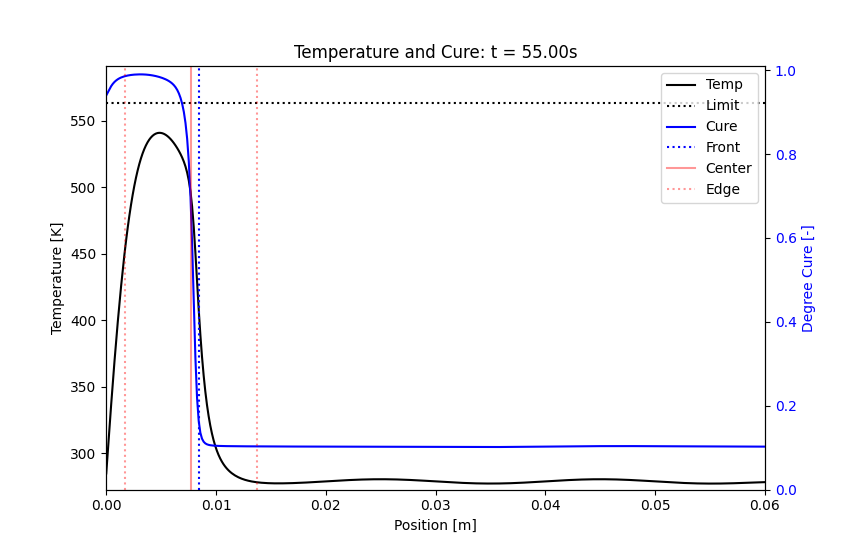 Temperature and Cure: t = 55.00s
Temp
Limit
Cure
Front
Center
Edge
Temperature [K]
550
500
450
400
350
300
Degree Cure [-]
1.0
0.8
0.6
0.4
0.2
0.0
0.00 0.01 0.02 0.03 0.04 0.05 0.06
Position [m]